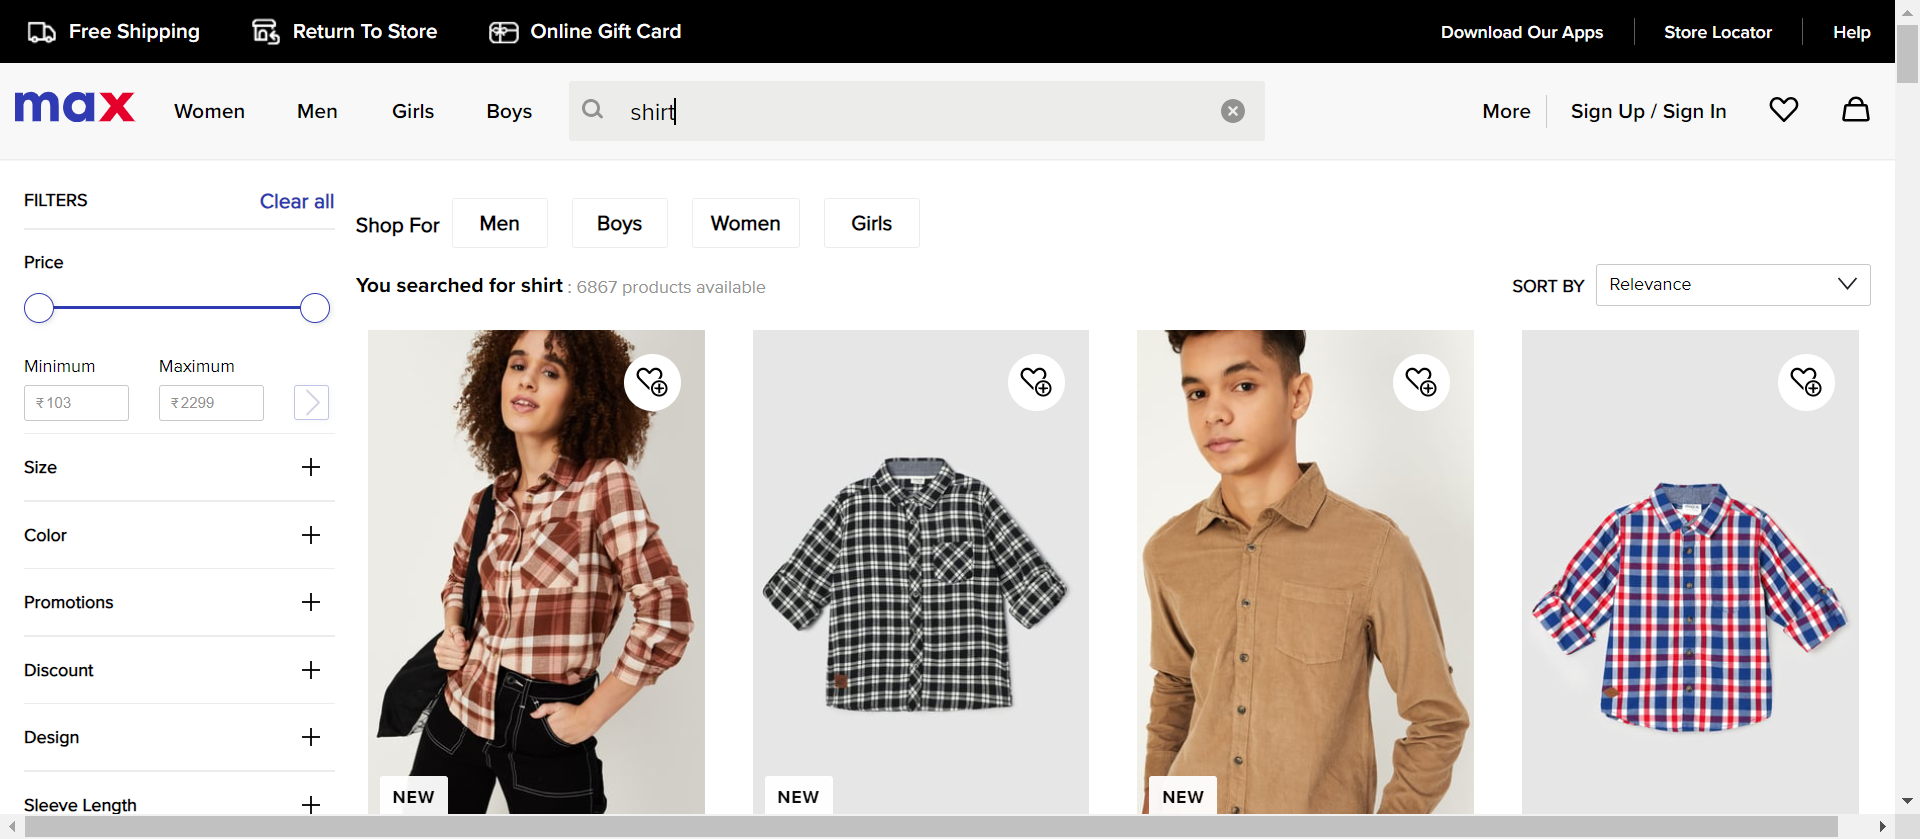 Free Shipping Return To Store Online Gift Card Download Our Apps Store Locator Help
max Women Men Girls Boys shirt More Sign Up / Sign In
FILTERS Clear all
Shop For Men Boys Women Girls
Price
You searched for shirt : 6867 products available SORT BY Relevance
Minimum Maximum
₹103 ₹2299
Size
Color
Promotions
Discount
Design
Sleeve Length
NEW NEW NEW